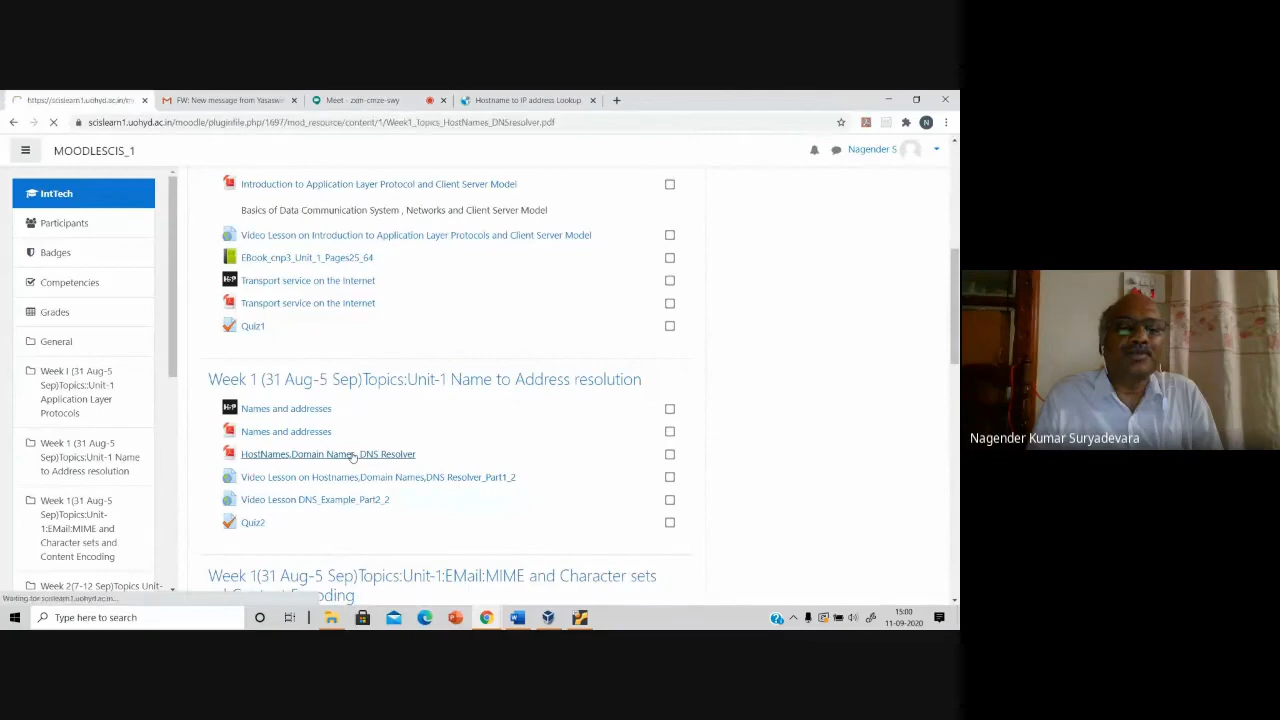 https://scislearn1.uohyd.ac.in/m
FW: New message from Yasasw
Meet - zxm-cmze-swy
Hostname to IP address Lookup
scislearn1.uohyd.ac.in/moodle/pluginfile.php/1697/mod_resource/content/1/Week1_Topics_HostNames_DNSresolver.pdf
N
MOODLESCIS_1
Nagender S
IntTech
Participants
Badges
Competencies
Grades
General
Week I (31 Aug-5
Sep)Topics::Unit-1
Application Layer
Protocols
Week 1 (31 Aug-5
Sep)Topics:Unit-1 Name
to Address resolution
Week 1(31 Aug-5
Sep)Topics:Unit-
1:EMail:MIME and
Character sets and
Content Encoding
Week 2(7-12 Sep)Topics Unit-
Introduction to Application Layer Protocol and Client Server Model
Basics of Data Communication System , Networks and Client Server Model
Video Lesson on Introduction to Application Layer Protocols and Client Server Model
EBook_cnp3_Unit_1_Pages25_64
H-P Transport service on the Internet
Transport service on the Internet
Quiz1
Week 1 (31 Aug-5 Sep)Topics:Unit-1 Name to Address resolution
H-P Names and addresses
Names and addresses
HostNames,Domain Names,DNS Resolver
Video Lesson on Hostnames,Domain Names,DNS Resolver_Part1_2
Video Lesson DNS_Example_Part2_2
Quiz2
Week 1(31 Aug-5 Sep)Topics:Unit-1:EMail:MIME and Character sets
coding
Waiting for scislearn1.uohyd.ac.in...
Type here to search
15:00
11-09-2020
Nagender Kumar Suryadevara